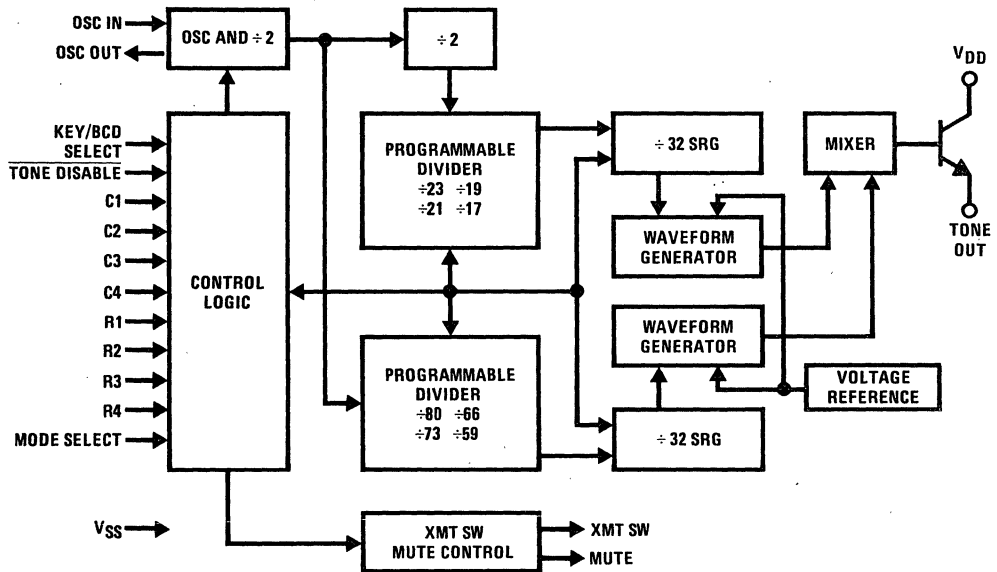 OSC IN
OSC OUT
OSC AND ÷2
÷2
KEY/BCD
SELECT
TONE DISABLE
C1
C2
C3
C4
R1
R2
R3
R4
MODE SELECT
VSS
CONTROL
LOGIC
PROGRAMMABLE
DIVIDER
÷23 ÷19
÷21 ÷17
PROGRAMMABLE
DIVIDER
÷80 ÷66
÷73 ÷59
÷32 SRG
WAVEFORM
GENERATOR
WAVEFORM
GENERATOR
÷32 SRG
MIXER
VDD
TONE
OUT
VOLTAGE
REFERENCE
XMT SW
MUTE CONTROL
XMT SW
MUTE